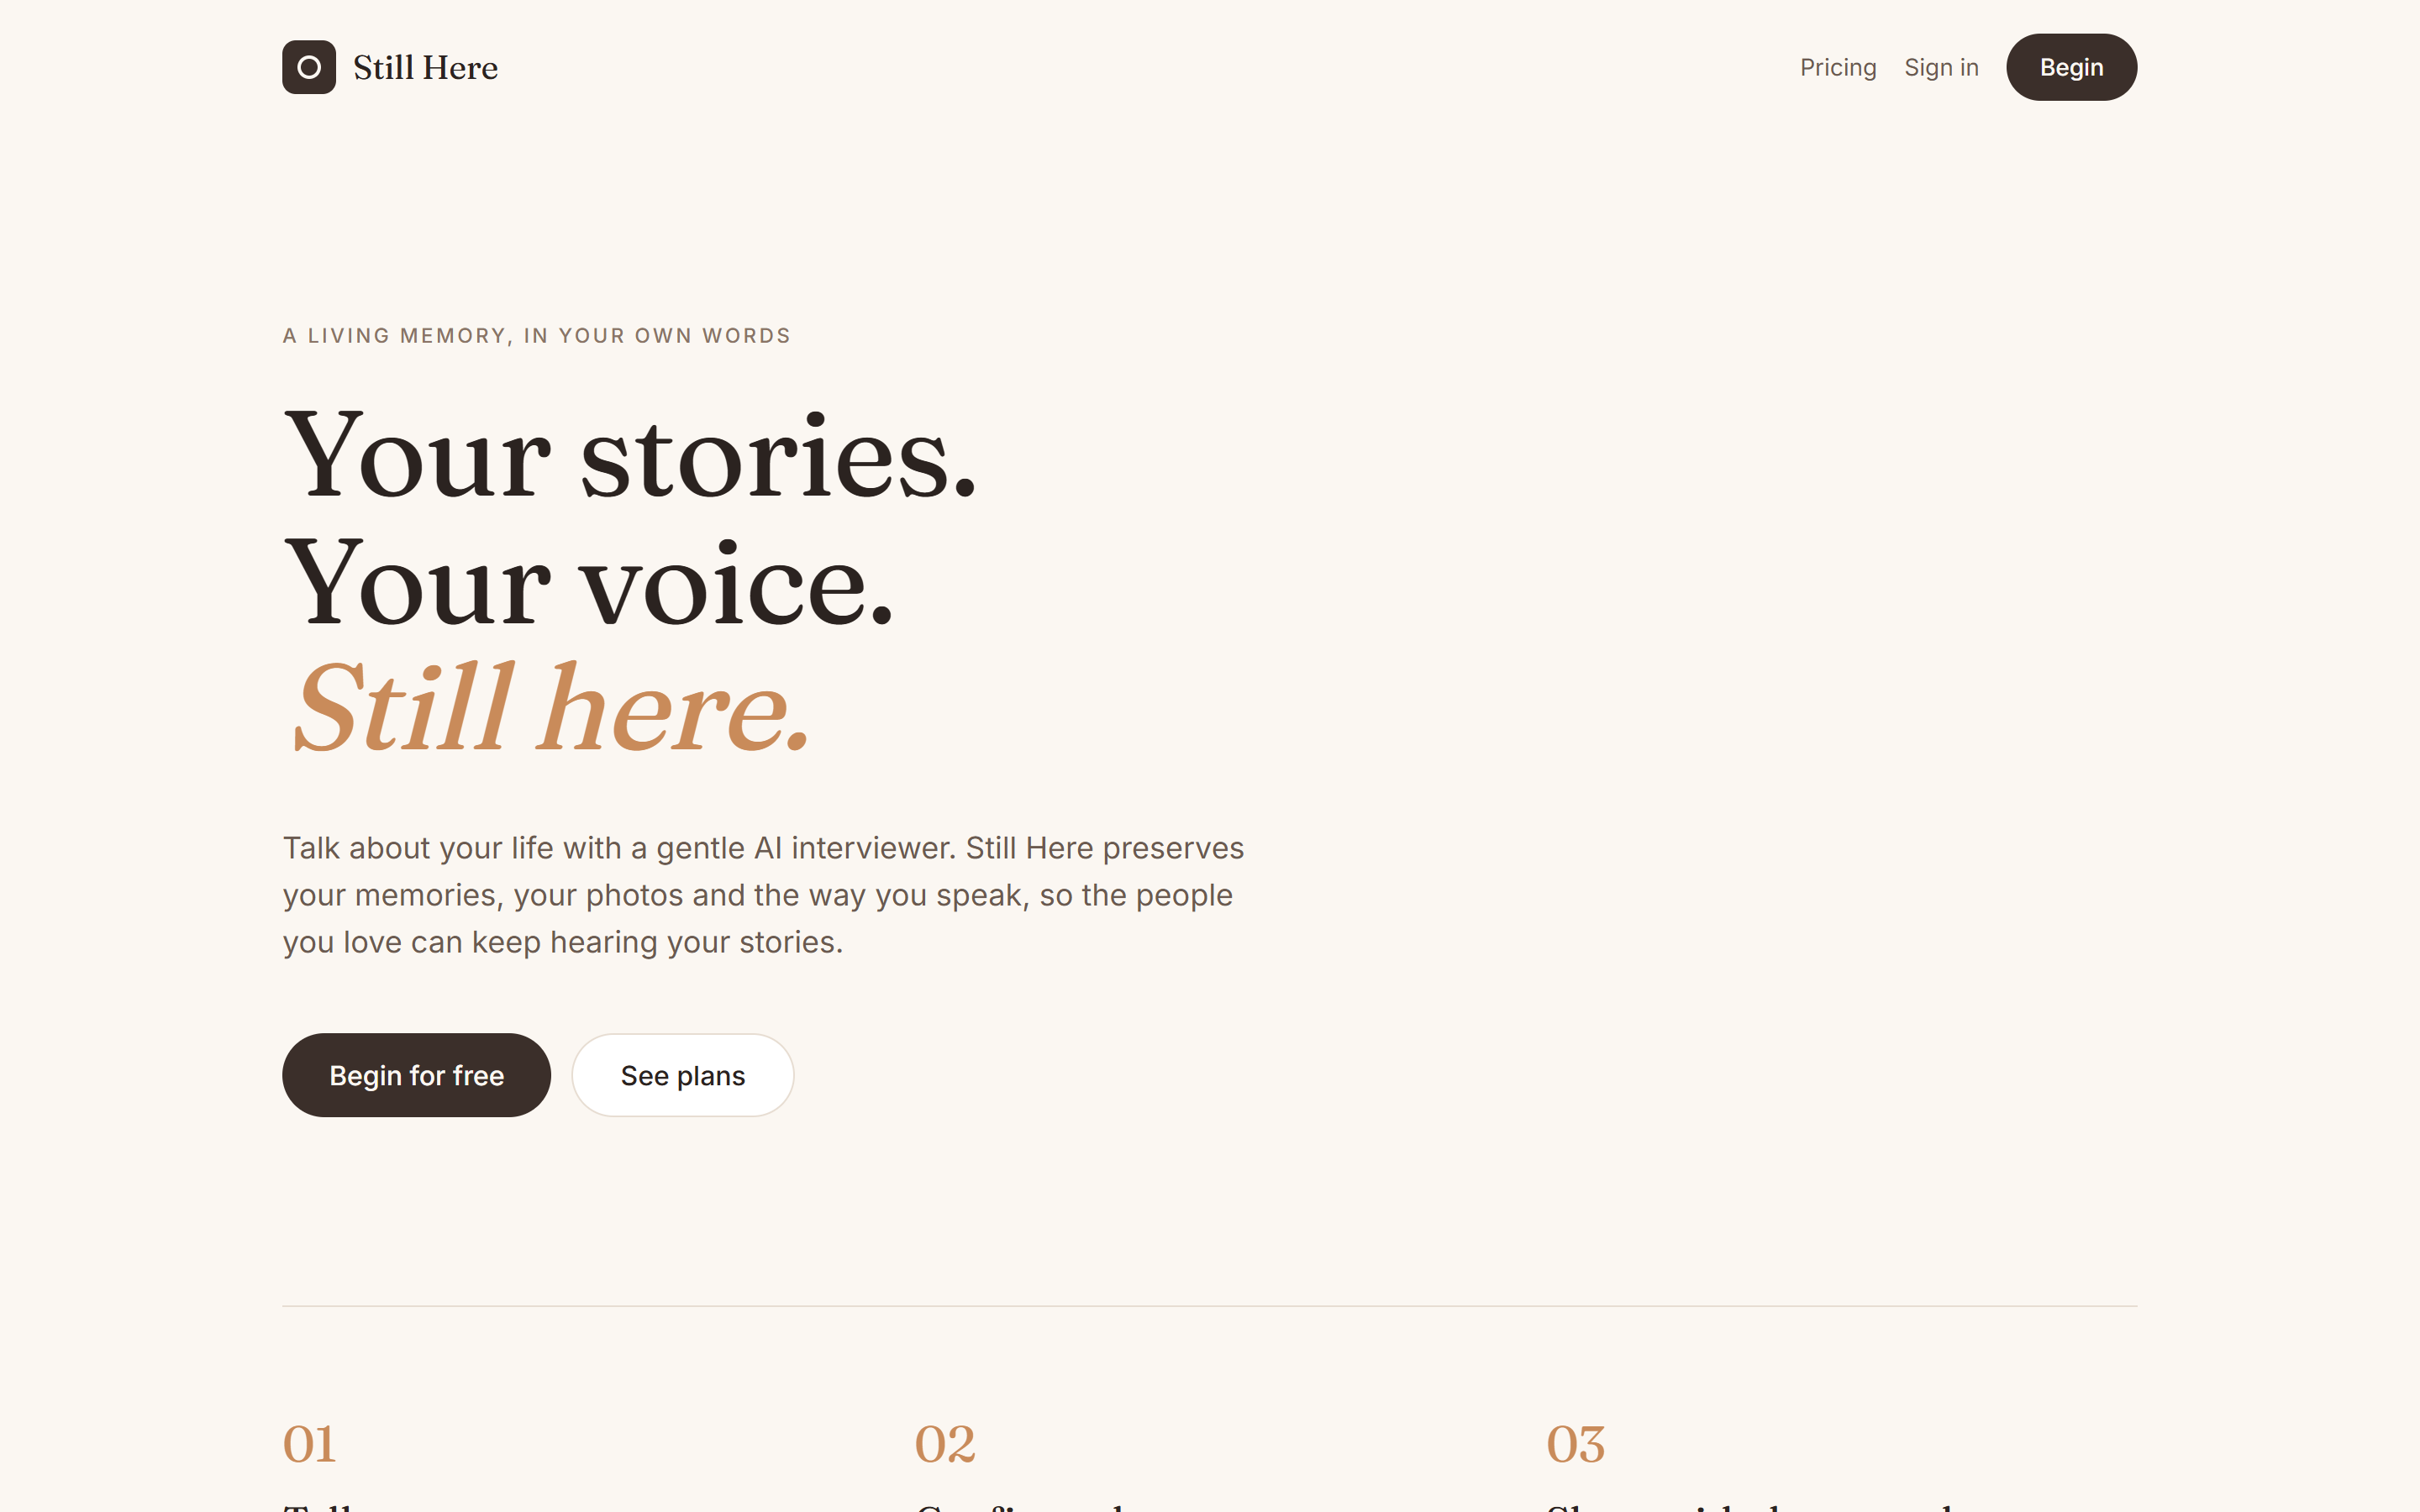 Still Here
Pricing
Sign in
Begin
A LIVING MEMORY, IN YOUR OWN WORDS
Your stories.
Your voice.
Still here.
Talk about your life with a gentle AI interviewer. Still Here preserves
your memories, your photos and the way you speak, so the people
you love can keep hearing your stories.
Begin for free
See plans
01
02
03